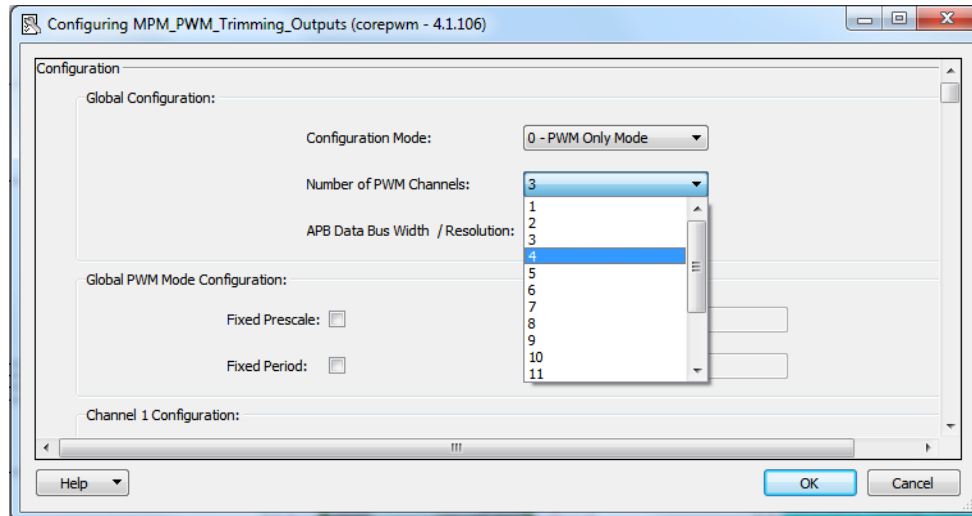 Configuring MPM_PWM_Trimming_Outputs (corepwm - 4.1.106)
Configuration
Global Configuration:
Configuration Mode: 0 - PWM Only Mode
Number of PWM Channels: 3
1
2
APB Data Bus Width / Resolution:
3
4
5
Global PWM Mode Configuration:
6
7
Fixed Prescale:
8
9
Fixed Period:
10
11
Channel 1 Configuration:
Help
OK
Cancel